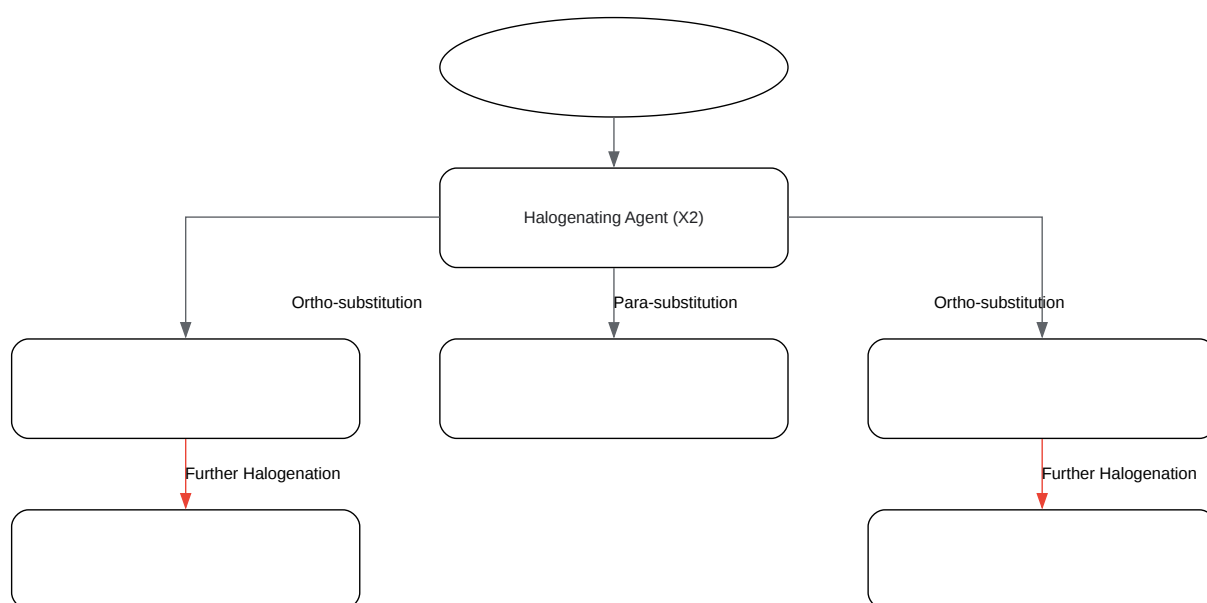 Halogenating Agent (X2)
Ortho-substitution
Para-substitution
Ortho-substitution
Further Halogenation
Further Halogenation